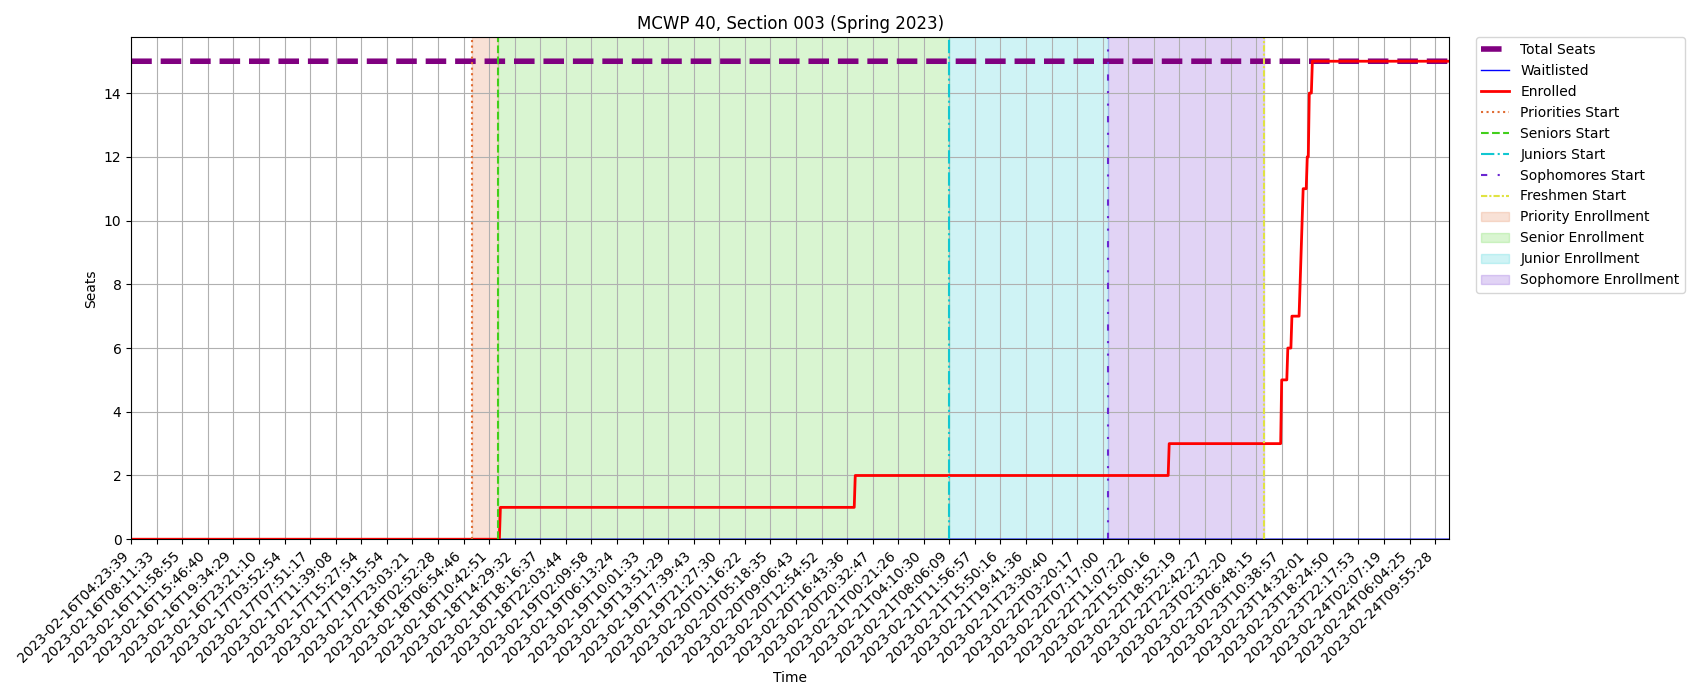 MCWP 40, Section 003 (Spring 2023)
Total Seats
Waitlisted
Enrolled
Priorities Start
Seniors Start
Juniors Start
Sophomores Start
Freshmen Start
Priority Enrollment
Senior Enrollment
Junior Enrollment
Sophomore Enrollment
Seats
14
12
10
8
6
4
2
0
2023-02-16T04:23:39
2023-02-16T08:11:33
2023-02-16T11:58:55
2023-02-16T15:46:40
2023-02-16T19:34:29
2023-02-16T23:21:10
2023-02-17T03:52:54
2023-02-17T07:51:17
2023-02-17T11:39:08
2023-02-17T15:27:54
2023-02-17T19:15:54
2023-02-17T23:03:21
2023-02-18T02:52:28
2023-02-18T06:54:46
2023-02-18T10:42:51
2023-02-18T14:29:32
2023-02-18T18:16:37
2023-02-18T22:03:44
2023-02-19T02:09:58
2023-02-19T06:13:24
2023-02-19T10:01:33
2023-02-19T13:51:29
2023-02-19T17:39:43
2023-02-19T21:27:30
2023-02-20T01:16:22
2023-02-20T05:18:35
2023-02-20T09:06:43
2023-02-20T12:54:52
2023-02-20T16:43:36
2023-02-20T20:32:47
2023-02-21T00:21:26
2023-02-21T04:10:30
2023-02-21T08:06:09
2023-02-21T11:56:57
2023-02-21T15:50:16
2023-02-21T19:41:36
2023-02-21T23:30:40
2023-02-22T03:20:17
2023-02-22T07:17:00
2023-02-22T11:07:22
2023-02-22T15:00:16
2023-02-22T18:52:19
2023-02-22T22:42:27
2023-02-23T02:32:20
2023-02-23T06:48:15
2023-02-23T10:38:57
2023-02-23T14:32:01
2023-02-23T18:24:50
2023-02-23T22:17:53
2023-02-24T02:07:19
2023-02-24T06:04:25
2023-02-24T09:55:28
Time